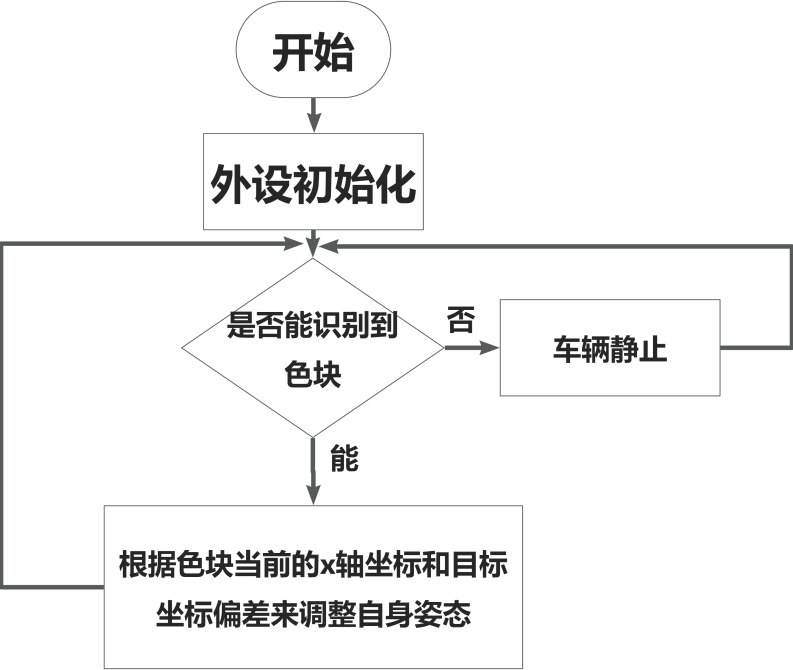 开始
外设初始化
是否能识别到
色块
否
车辆静止
能
根据色块当前的x轴坐标和目标
坐标偏差来调整自身姿态